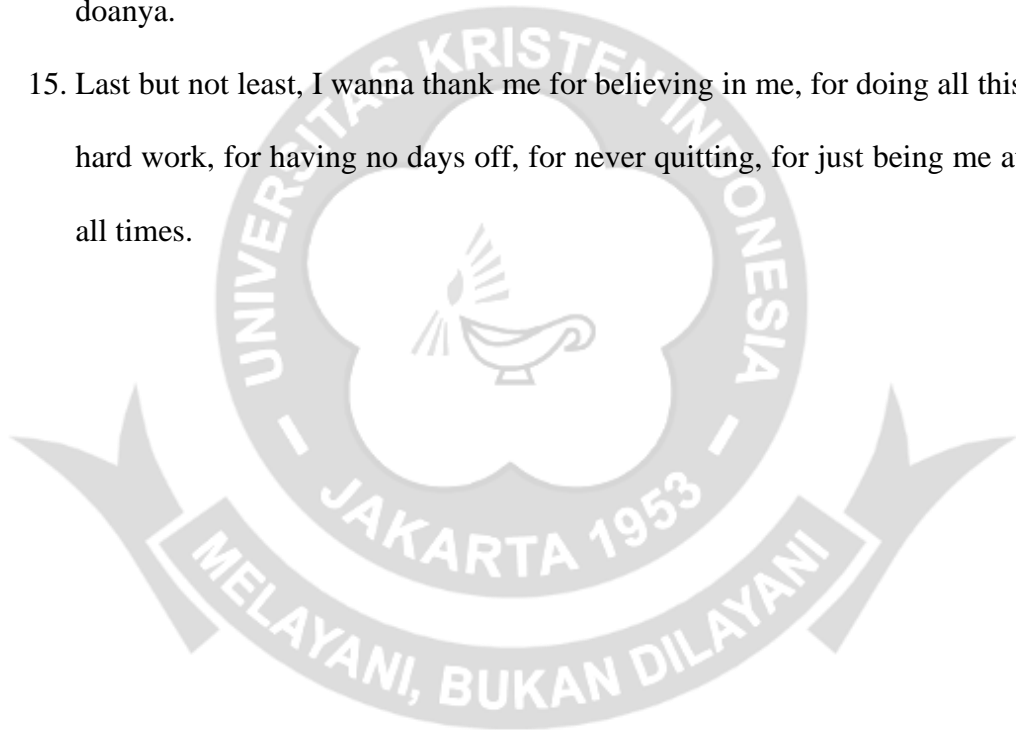 doanya.
15. Last but not least, I wanna thank me for believing in me, for doing all this
hard work, for having no days off, for never quitting, for just being me a
all times.
UNIVERSITAS KRISTEN INDONESIA
JAKARTA 1953
MELAYANI, BUKAN DILAYANI